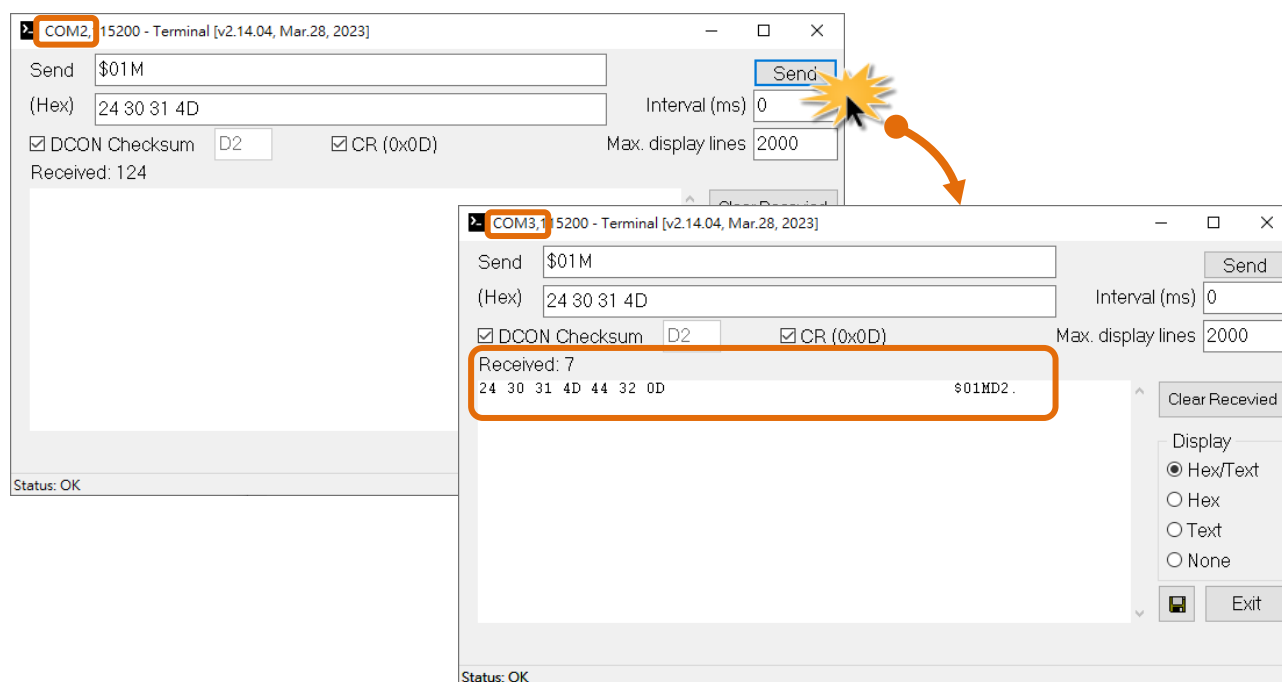 COM2,115200 - Terminal [v2.14.04, Mar.28, 2023]
Send $01M Send
(Hex) 24 30 31 4D Interval (ms) 0
DCON Checksum D2 CR (0x0D) Max. display lines 2000
Received: 124
Status: OK
COM3,115200 - Terminal [v2.14.04, Mar.28, 2023]
Send $01M Send
(Hex) 24 30 31 4D Interval (ms) 0
DCON Checksum D2 CR (0x0D) Max. display lines 2000
Received: 7
24 30 31 4D 44 32 0D $01MD2.
Clear Recevied
Display
Hex/Text
Hex
Text
None
Exit
Status: OK